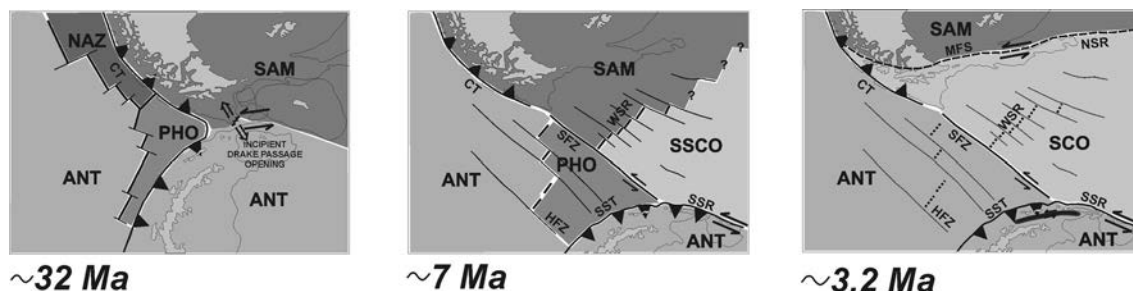 NAZ
CT
SAM
PHO
INCIPIENT
DRAKE PASSAGE
OPENING
ANT
ANT
~32 Ma
CT
SAM
?
?
?
WSR
SFZ
PHO
SSCO
ANT
HFZ
SST
SSR
ANT
~7 Ma
SAM
MFS
NSR
CT
WSR
SFZ
SCO
ANT
HFZ
SST
SSR
ANT
~3.2 Ma